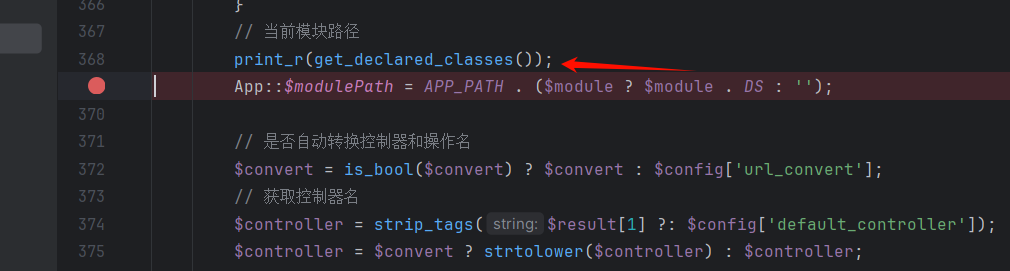 366 }
367 // 当前模块路径
368 print_r(get_declared_classes());
App::$modulePath = APP_PATH . ($module ? $module . DS : '');
370
371 // 是否自动转换控制器和操作名
372 $convert = is_bool($convert) ? $convert : $config['url_convert'];
373 // 获取控制器名
374 $controller = strip_tags( string: $result[1] ?: $config['default_controller']);
375 $controller = $convert ? strtolower($controller) : $controller;